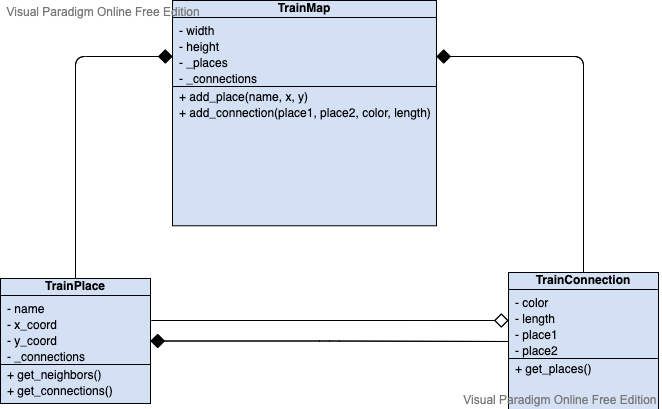 Visual Paradigm Online Free Edition
TrainMap
- width
- height
- _places
- _connections
+ add_place(name, x, y)
+ add_connection(place1, place2, color, length)
TrainPlace
- name
- x_coord
- y_coord
- _connections
+ get_neighbors()
+ get_connections()
TrainConnection
- color
- length
- place1
- place2
+ get_places()
Visual Paradigm Online Free Edition